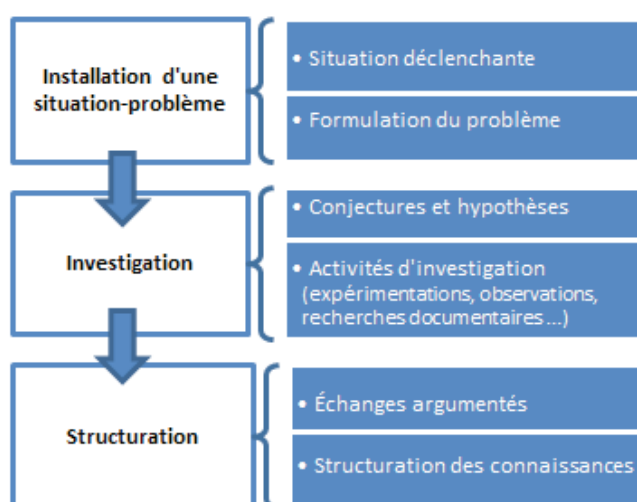 Installation d'une
situation-problème
• Situation déclenchante
• Formulation du problème
Investigation
• Conjectures et hypothèses
• Activités d'investigation
(expérimentations, observations,
recherches documentaires ...)
Structuration
• Échanges argumentés
• Structuration des connaissances